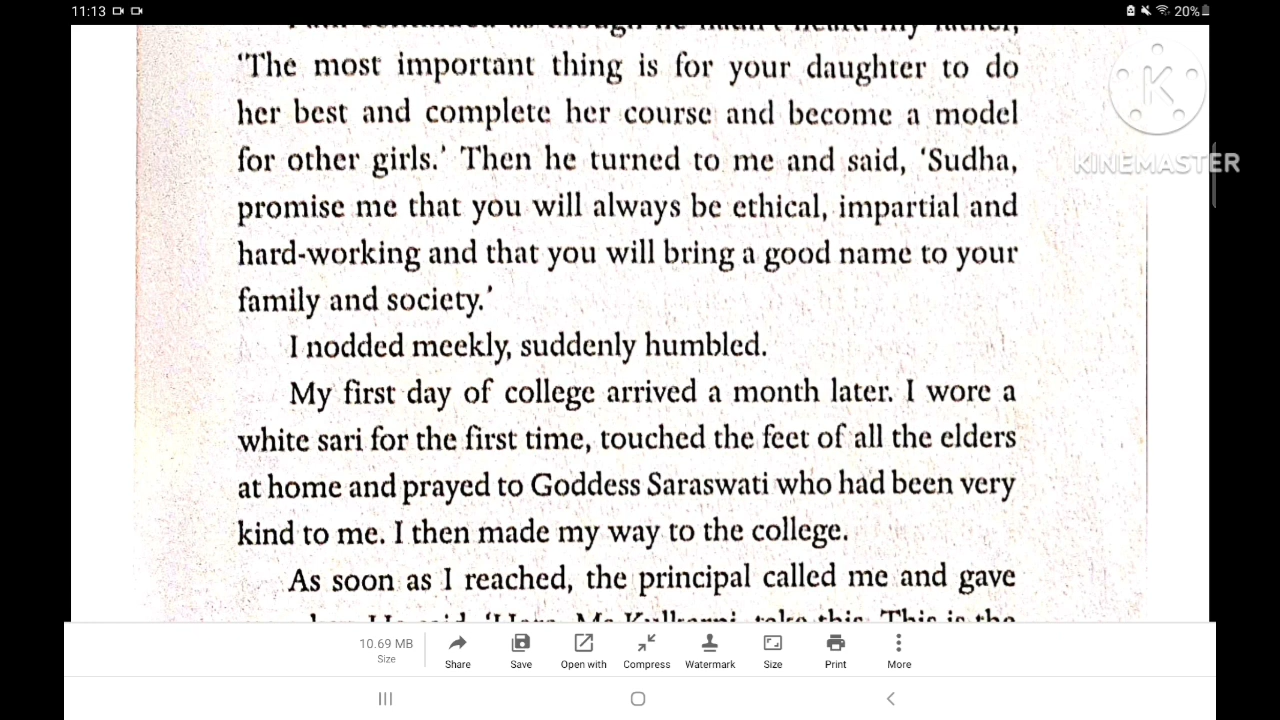 11:13
20%
'The most important thing is for your daughter to do
her best and complete her course and become a model
for other girls.' Then he turned to me and said, 'Sudha,
promise me that you will always be ethical, impartial and
hard-working and that you will bring a good name to your
family and society.'
I nodded meekly, suddenly humbled.
My first day of college arrived a month later. I wore a
white sari for the first time, touched the feet of all the elders
at home and prayed to Goddess Saraswati who had been very
kind to me. I then made my way to the college.
As soon as I reached, the principal called me and gave
K
KINEMASTER
10.69 MB
Size
Share
Save
Open with
Compress
Watermark
Size
Print
More